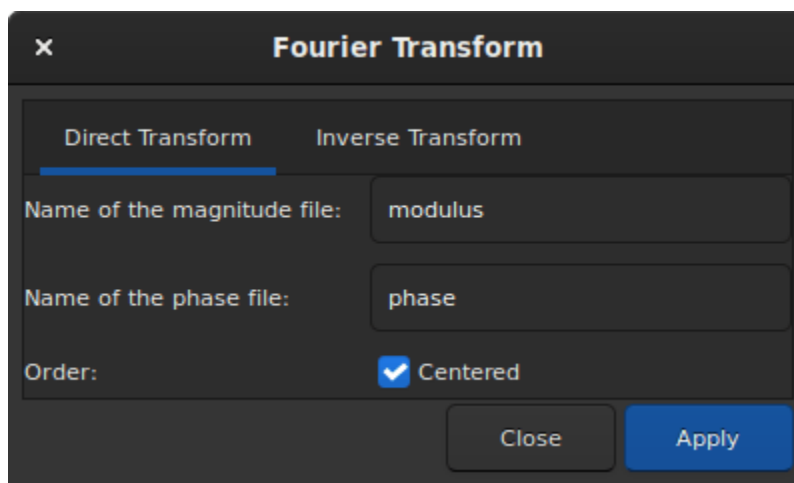 Fourier Transform
Direct Transform Inverse Transform
Name of the magnitude file: modulus
Name of the phase file: phase
Order: Centered
Close Apply